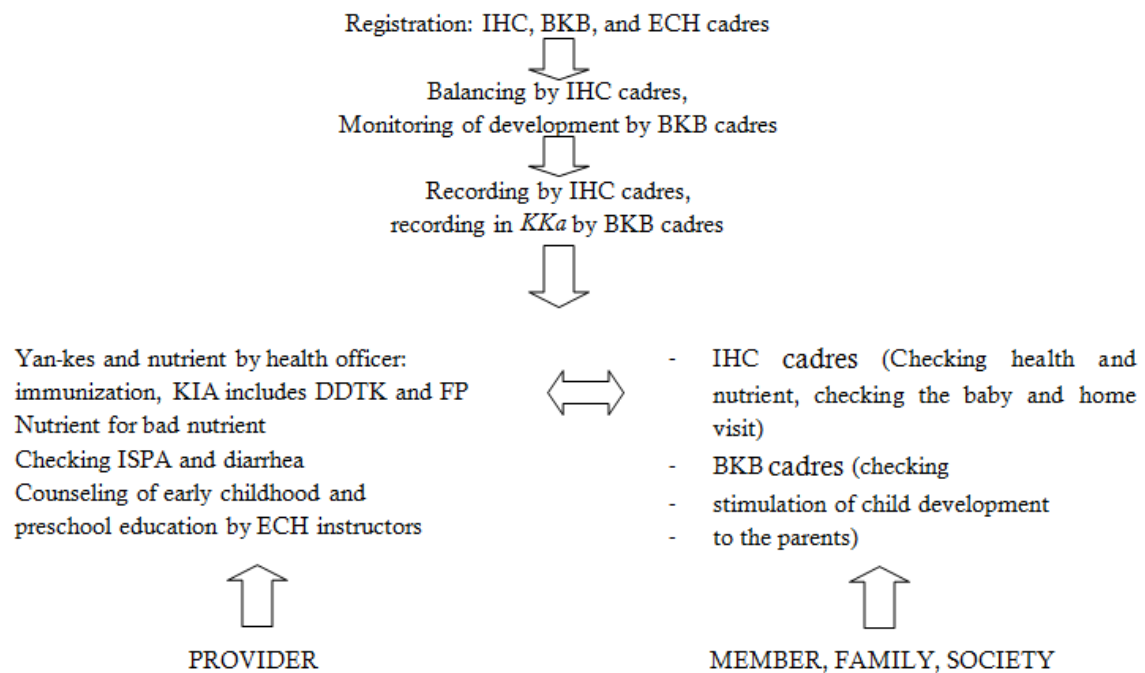 Registration: IHC, BKB, and ECH cadres
Balancing by IHC cadres,
Monitoring of development by BKB cadres
Recording by IHC cadres,
recording in KKa by BKB cadres
Yan-kes and nutrient by health officer:
immunization, KIA includes DDTK and FP
Nutrient for bad nutrient
Checking ISPA and diarrhea
Counseling of early childhood and
preschool education by ECH instructors
- IHC cadres (Checking health and
nutrient, checking the baby and home
visit)
- BKB cadres (checking
- stimulation of child development
- to the parents)
PROVIDER
MEMBER, FAMILY, SOCIETY